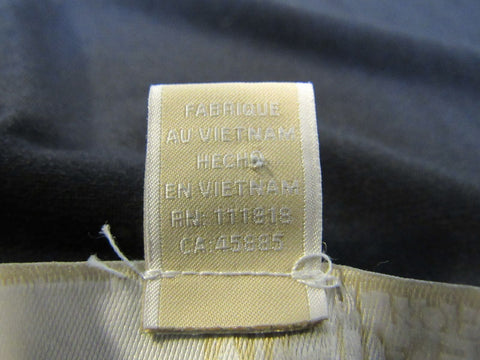 FABRIQUE
AU VIETNAM
HECHO
EN VIETNAM
RN: 111818
CA:45885